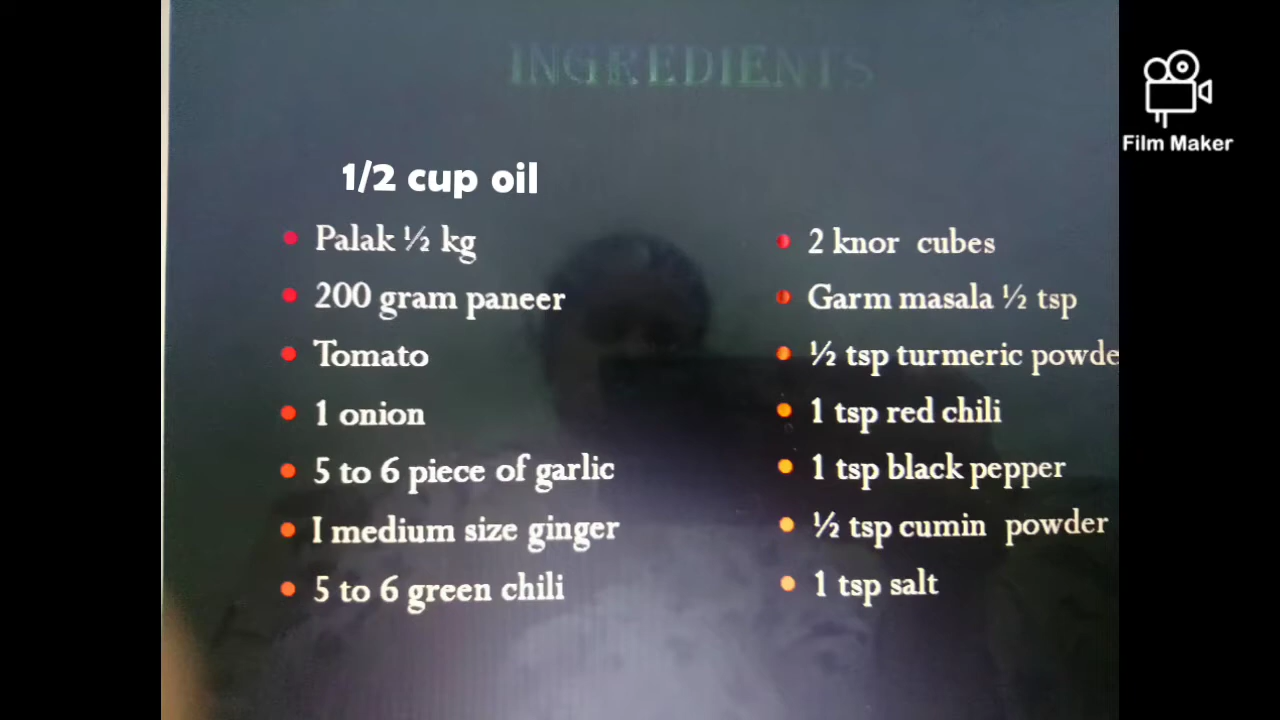 INGREDIENTS
1/2 cup oil
Palak ½ kg
200 gram paneer
Tomato
1 onion
5 to 6 piece of garlic
I medium size ginger
5 to 6 green chili
2 knor cubes
Garm masala ½ tsp
½ tsp turmeric powde
1 tsp red chili
1 tsp black pepper
½ tsp cumin powder
1 tsp salt
Film Maker